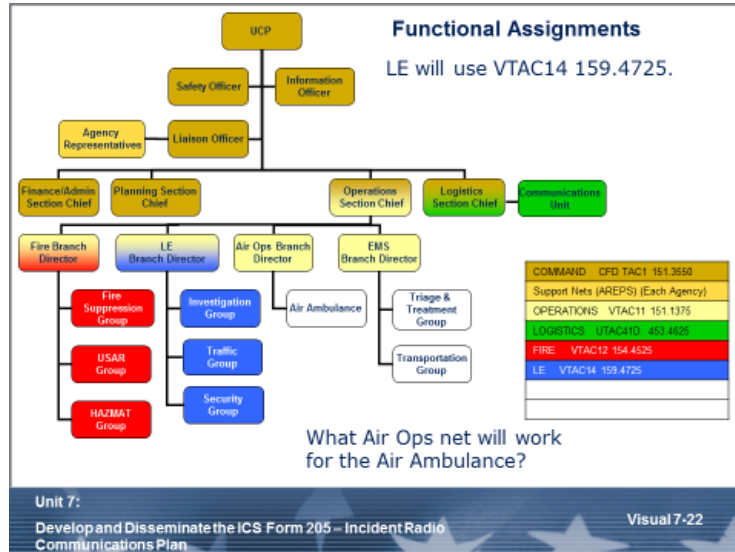 Functional Assignments
LE will use VTAC14 159.4725.
UCP
Safety Officer
Information
Officer
Agency
Representatives
Liaison Officer
Finance/Admin
Section Chief
Planning Section
Chief
Operations
Section Chief
Logistics
Section Chief
Communications
Unit
Fire Branch
Director
LE
Branch Director
Air Ops Branch
Director
EMS
Branch Director
Fire
Suppression
Group
Investigation
Group
Air Ambulance
Triage &
Treatment
Group
USAR
Group
Traffic
Group
Transportation
Group
HAZMAT
Group
Security
Group
COMMAND CFD TAC1 151.3550
Support Nets (AREPS) (Each Agency)
OPERATIONS VTAC11 151.1375
LOGISTICS UTAC41D 453.4625
FIRE VTAC12 154.4525
LE VTAC14 159.4725
What Air Ops net will work
for the Air Ambulance?
Unit 7:
Develop and Disseminate the ICS Form 205 – Incident Radio
Communications Plan
Visual 7-22